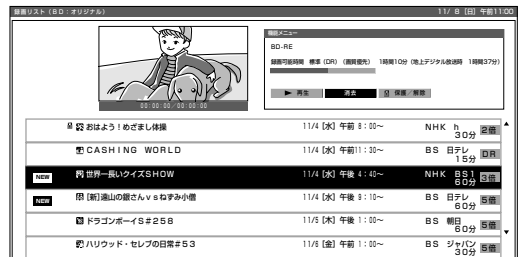 録画リスト(BD:オリジナル)
11/ 8 [日] 午前11:00
00:00:00/00:00:00
機能メニュー
BD-RE
録画可能時間 標準(DR)(画質優先) 1時間10分(地上デジタル放送時 1時間37分)
▶ 再生 消去 保護/解除
おはよう!めざまし体操 11/4 [水] 午前 8:00~ NHK h 30分 2倍
CASHING WORLD 11/4 [水] 午前11:30~ BS 日テレ 15分 DR
NEW 世界一長いクイズSHOW 11/4 [水] 午後 4:40~ NHK BS1 60分 3倍
NEW [新]遠山の銀さんvsねずみ小僧 11/4 [水] 午後 9:10~ BS 日テレ 60分 5倍
ドラゴンボーイS#258 11/5 [木] 午後 1:00~ BS 朝日 60分 5倍
ハリウッド・セレブの日常#53 11/6 [金] 午前 1:00~ BS ジャパン 30分 5倍